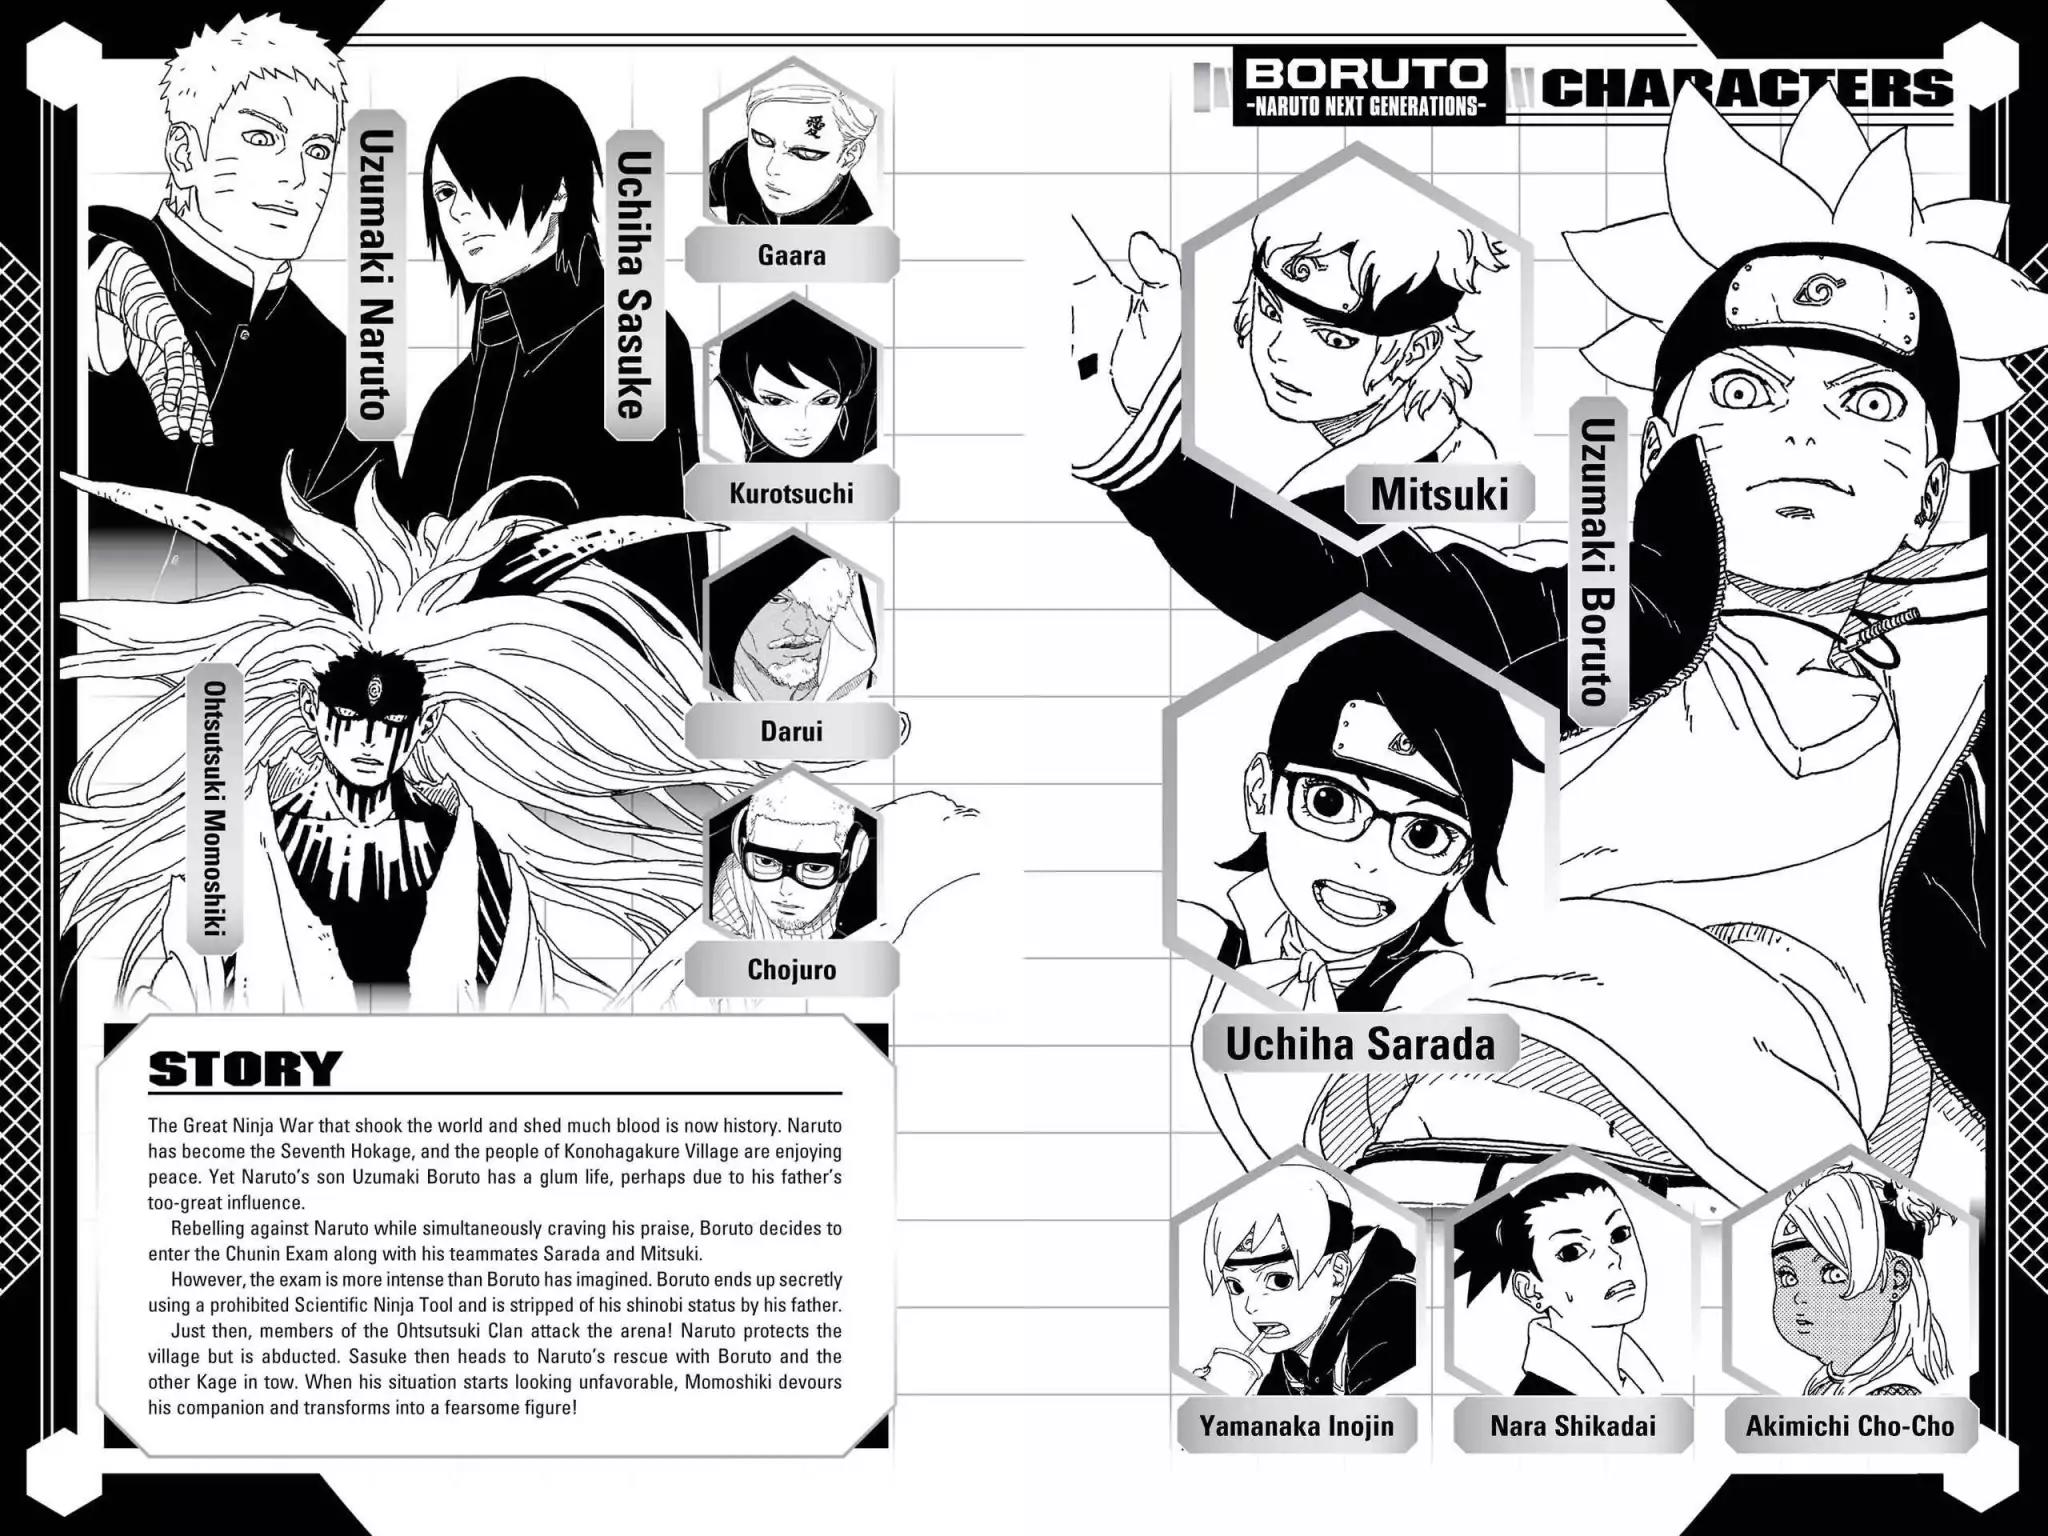 BORUTO
-NARUTO NEXT GENERATIONS-
CHARACTERS
Uzumaki Boruto
Mitsuki
Uchiha Sarada
Yamanaka Inojin
Nara Shikadai
Akimichi Cho-Cho
Uzumaki Naruto
Uchiha Sasuke
愛
Gaara
Kurotsuchi
Darui
Chojuro
Ohtsutsuki Momoshiki
STORY
The Great Ninja War that shook the world and shed much blood is now history. Naruto
has become the Seventh Hokage, and the people of Konohagakure Village are enjoying
peace. Yet Naruto's son Uzumaki Boruto has a glum life, perhaps due to his father's
too-great influence.
Rebelling against Naruto while simultaneously craving his praise, Boruto decides to
enter the Chunin Exam along with his teammates Sarada and Mitsuki.
However, the exam is more intense than Boruto has imagined. Boruto ends up secretly
using a prohibited Scientific Ninja Tool and is stripped of his shinobi status by his father.
Just then, members of the Ohtsutsuki Clan attack the arena! Naruto protects the
village but is abducted. Sasuke then heads to Naruto's rescue with Boruto and the
other Kage in tow. When his situation starts looking unfavorable, Momoshiki devours
his companion and transforms into a fearsome figure!